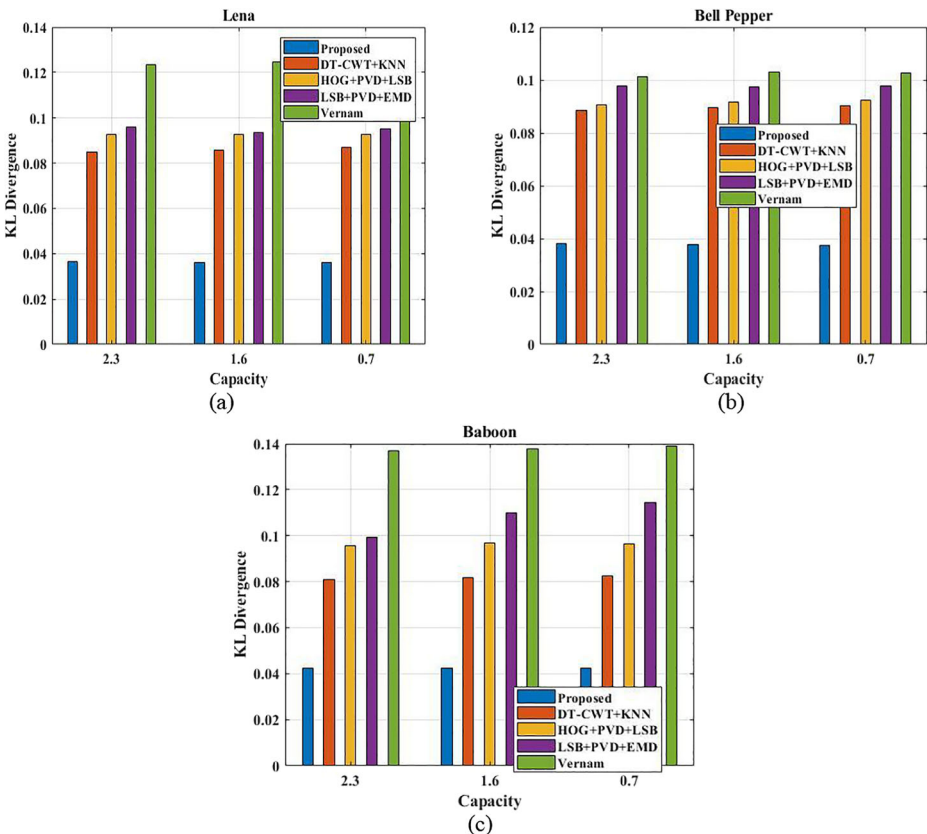 Lena
0.14
0.12
0.1
0.08
0.06
0.04
0.02
0
KL Divergence
Proposed
DT-CWT+KNN
HOG+PVD+LSB
LSB+PVD+EMD
Vernam
2.3 1.6 0.7
Capacity
(a)
Bell Pepper
0.12
0.1
0.08
0.06
0.04
0.02
0
KL Divergence
Proposed
DT-CWT+KNN
HOG+PVD+LSB
LSB+PVD+EMD
Vernam
2.3 1.6 0.7
Capacity
(b)
Baboon
0.14
0.12
0.1
0.08
0.06
0.04
0.02
0
KL Divergence
Proposed
DT-CWT+KNN
HOG+PVD+LSB
LSB+PVD+EMD
Vernam
2.3 1.6 0.7
Capacity
(c)